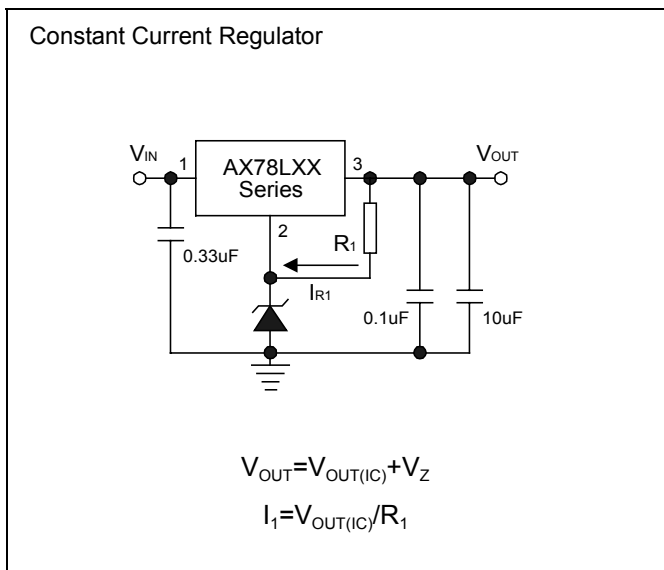 Constant Current Regulator
VIN
1
AX78LXX
Series
3
VOUT
2
R1
0.33uF
IR1
0.1uF
10uF
VOUT=VOUT(IC)+VZ
I1=VOUT(IC)/R1